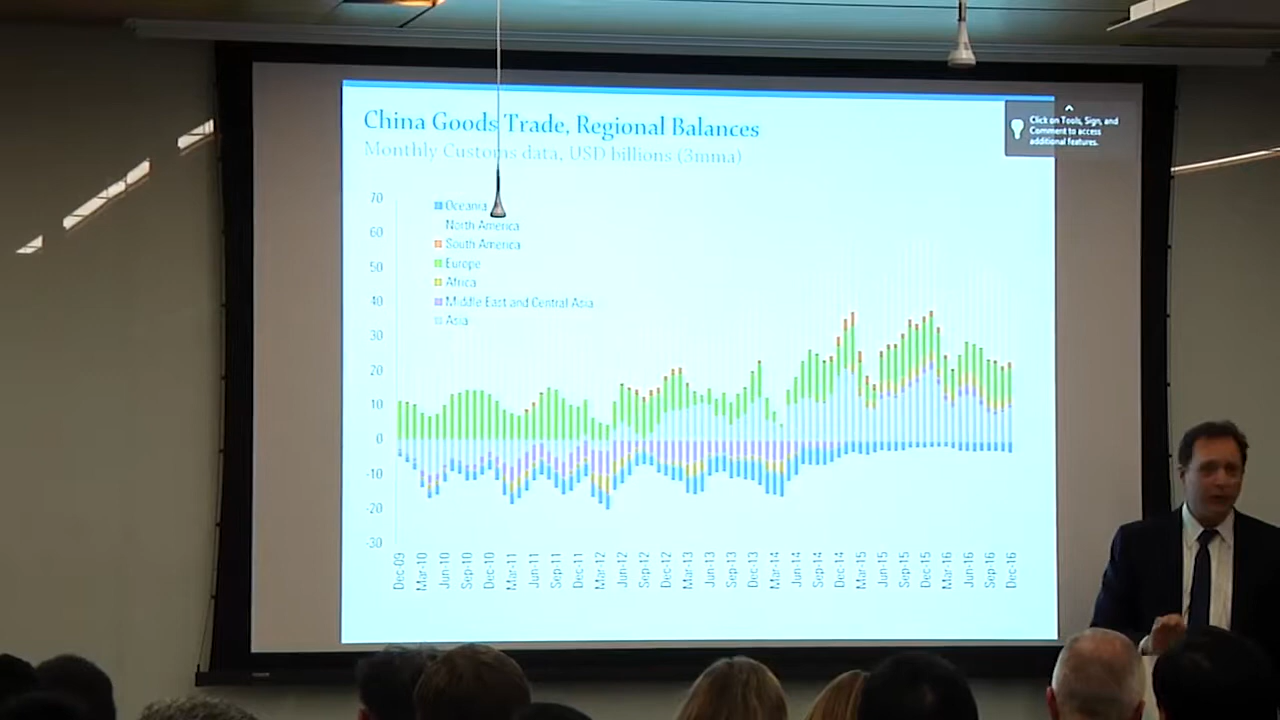 China Goods Trade, Regional Balances
Monthly Customs data, USD billions (3mma)
Click on Tools, Sign, and
Comment to access
additional features.
70
60
50
40
30
20
10
0
-10
-20
-30
Oceania
North America
South America
Europe
Africa
Middle East and Central Asia
Asia
Dec-09
Mar-10
Jun-10
Sep-10
Dec-10
Mar-11
Jun-11
Sep-11
Dec-11
Mar-12
Jun-12
Sep-12
Dec-12
Mar-13
Jun-13
Sep-13
Dec-13
Mar-14
Jun-14
Sep-14
Dec-14
Mar-15
Jun-15
Sep-15
Dec-15
Mar-16
Jun-16
Sep-16
Dec-16